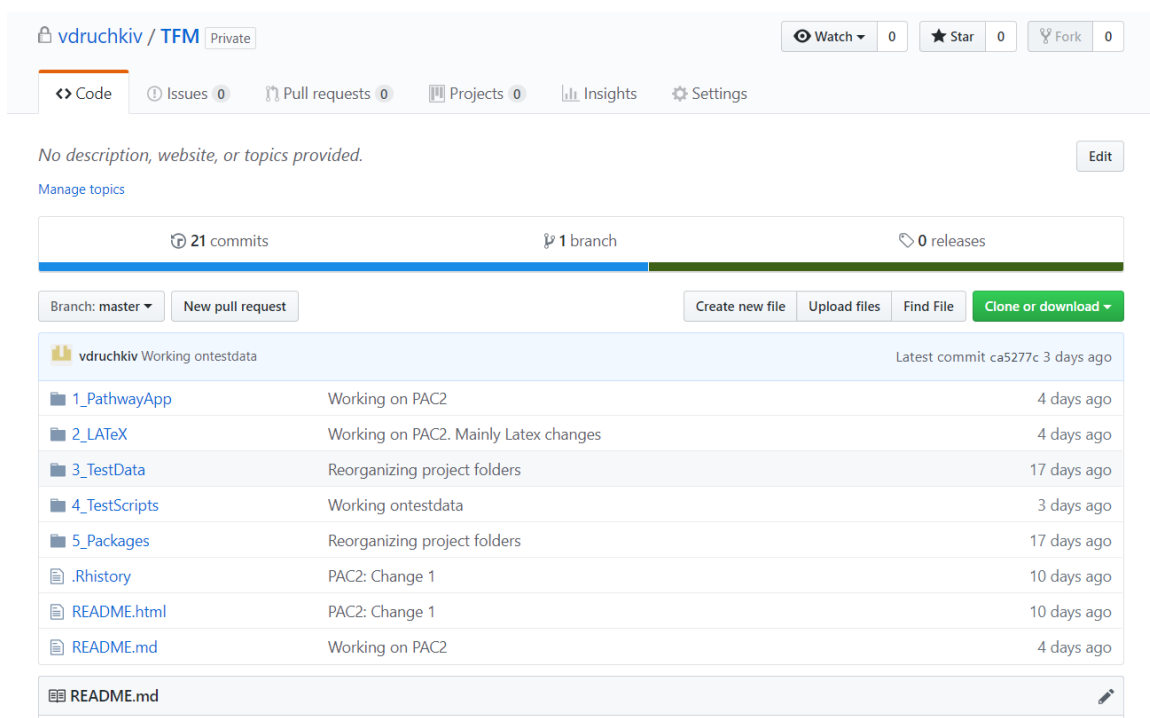 vdruchkiv / TFM Private Watch 0 Star 0 Fork 0
Code Issues 0 Pull requests 0 Projects 0 Insights Settings
No description, website, or topics provided. Edit
Manage topics
21 commits 1 branch 0 releases
Branch: master New pull request Create new file Upload files Find File Clone or download
vdruchkiv Working ontestdata Latest commit ca5277c 3 days ago
1_PathwayApp Working on PAC2 4 days ago
2_LATeX Working on PAC2. Mainly Latex changes 4 days ago
3_TestData Reorganizing project folders 17 days ago
4_TestScripts Working ontestdata 3 days ago
5_Packages Reorganizing project folders 17 days ago
.Rhistory PAC2: Change 1 10 days ago
README.html PAC2: Change 1 10 days ago
README.md Working on PAC2 4 days ago
README.md